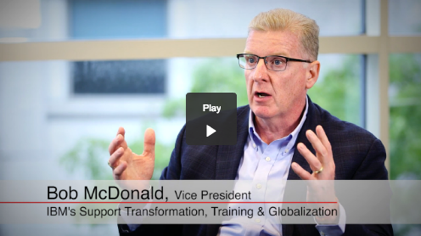 Play
Bob McDonald, Vice President
IBM's Support Transformation, Training & Globalization